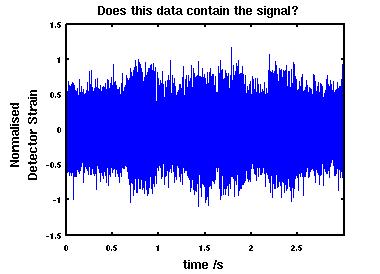 Does this data contain the signal?
1.5
1
0.5
0
-0.5
-1
-1.5
Normalised
Detector Strain
0 0.5 1 1.5 2 2.5
time /s